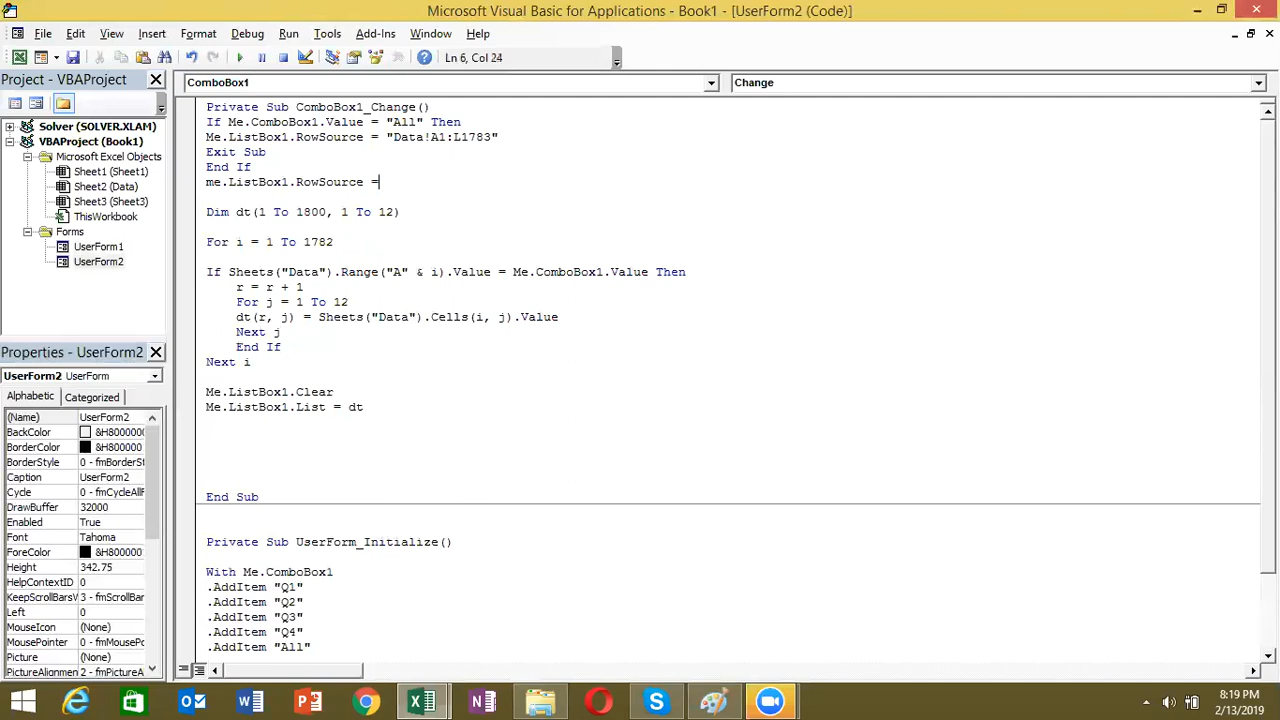 Microsoft Visual Basic for Applications - Book1 - [UserForm2 (Code)]
File Edit View Insert Format Debug Run Tools Add-Ins Window Help
Ln 6, Col 24
Project - VBAProject
ComboBox1
Change
Solver (SOLVER.XLAM)
VBAProject (Book1)
Microsoft Excel Objects
Sheet1 (Sheet1)
Sheet2 (Data)
Sheet3 (Sheet3)
ThisWorkbook
Forms
UserForm1
UserForm2
Properties - UserForm2
UserForm2 UserForm
Alphabetic Categorized
(Name) UserForm2
BackColor &H800000
BorderColor &H800000
BorderStyle 0 - fmBorderSt
Caption UserForm2
Cycle 0 - fmCycleAllF
DrawBuffer 32000
Enabled True
Font Tahoma
ForeColor &H800001
Height 342.75
HelpContextID 0
KeepScrollBarsV 3 - fmScrollBar
Left 0
MouseIcon (None)
MousePointer 0 - fmMousePo
Picture (None)
PictureAlignmen 2 - fmPictureA
Private Sub ComboBox1_Change()
If Me.ComboBox1.Value = "All" Then
Me.ListBox1.RowSource = "Data!A1:L1783"
Exit Sub
End If
me.ListBox1.RowSource =
Dim dt(1 To 1800, 1 To 12)
For i = 1 To 1782
If Sheets("Data").Range("A" & i).Value = Me.ComboBox1.Value Then
r = r + 1
For j = 1 To 12
dt(r, j) = Sheets("Data").Cells(i, j).Value
Next j
End If
Next i
Me.ListBox1.Clear
Me.ListBox1.List = dt
End Sub
Private Sub UserForm_Initialize()
With Me.ComboBox1
.AddItem "Q1"
.AddItem "Q2"
.AddItem "Q3"
.AddItem "Q4"
.AddItem "All"
8:19 PM
2/13/2019